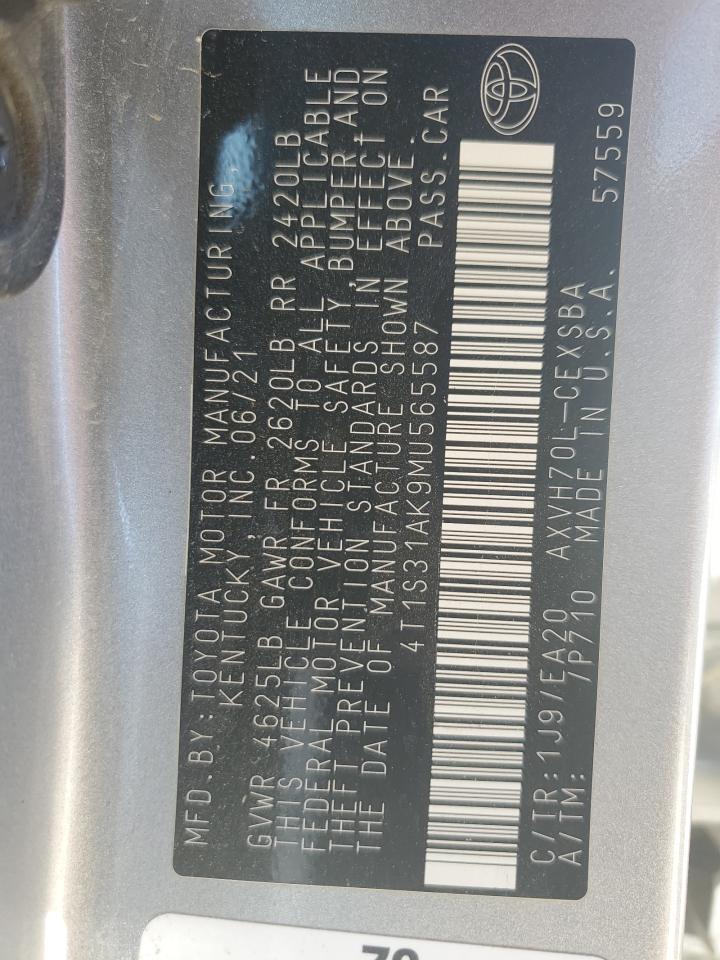 MFD.BY:TOYOTA MOTOR MANUFACTURING,
KENTUCKY, INC.06/21
GVWR 4625LB GAWR FR 2620LB RR 2420LB
THIS VEHICLE CONFORMS TO ALL APPLICABLE
FEDERAL MOTOR VEHICLE SAFETY,BUMPER,AND
THEFT PREVENTION STANDARDS IN EFFECT ON
THE DATE OF MANUFACTURE SHOWN ABOVE.
4T1S31AK9MU565587 PASS.CAR
C/IR:1J9/EA20 AXVH70L-CEXSBA 57559
A/TM: /P710 MADE IN U.S.A.